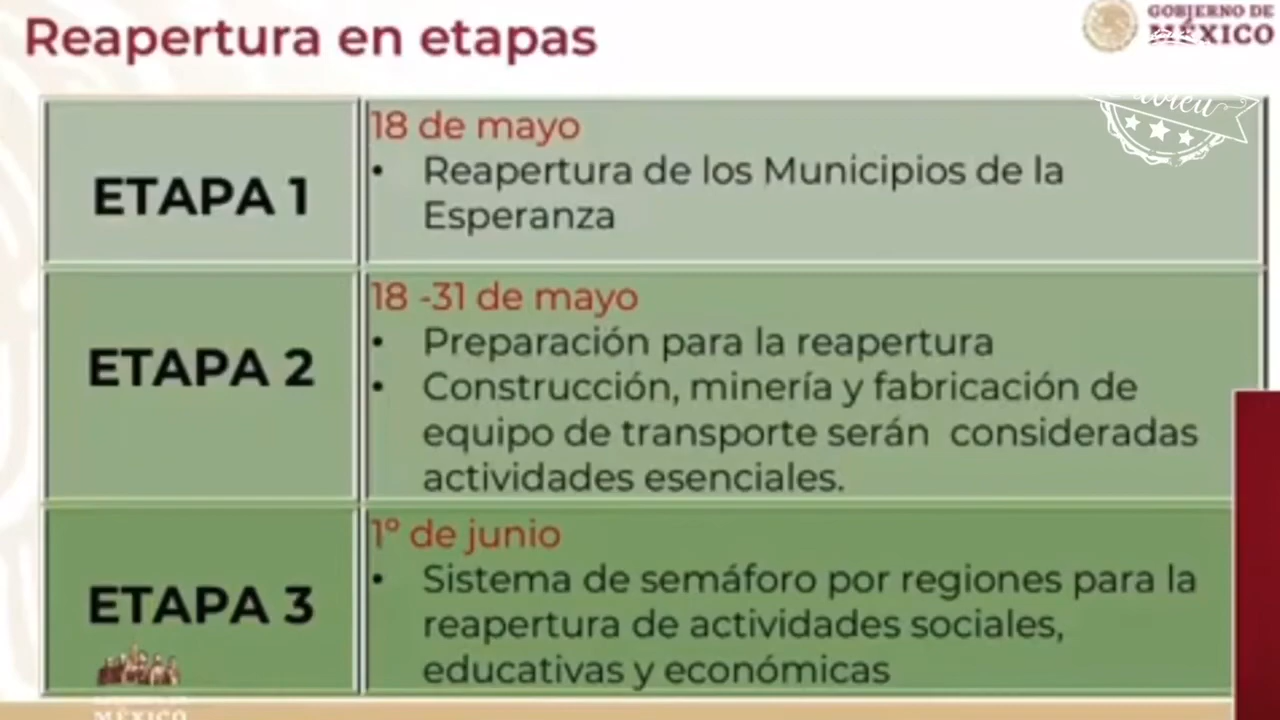 Reapertura en etapas
GOBIERNO DE
MÉXICO
ETAPA 1
18 de mayo
• Reapertura de los Municipios de la
Esperanza
ETAPA 2
18 -31 de mayo
• Preparación para la reapertura
• Construcción, minería y fabricación de
equipo de transporte serán consideradas
actividades esenciales.
ETAPA 3
1º de junio
• Sistema de semáforo por regiones para la
reapertura de actividades sociales,
educativas y económicas
MÉXICO